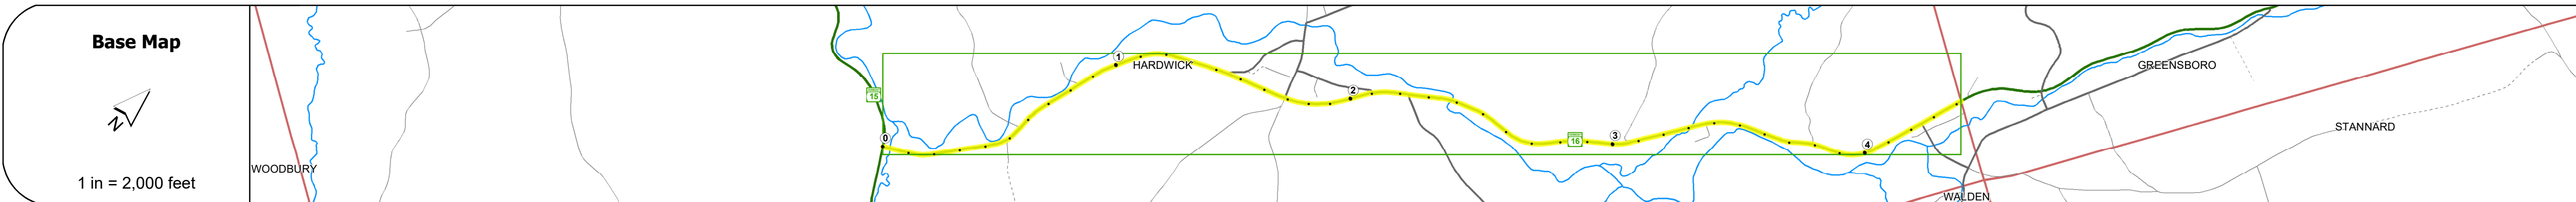 Base Map
N
1 in = 2,000 feet
WOODBURY
15
0
1
HARDWICK
2
16
3
4
GREENSBORO
STANNARD
WALDEN